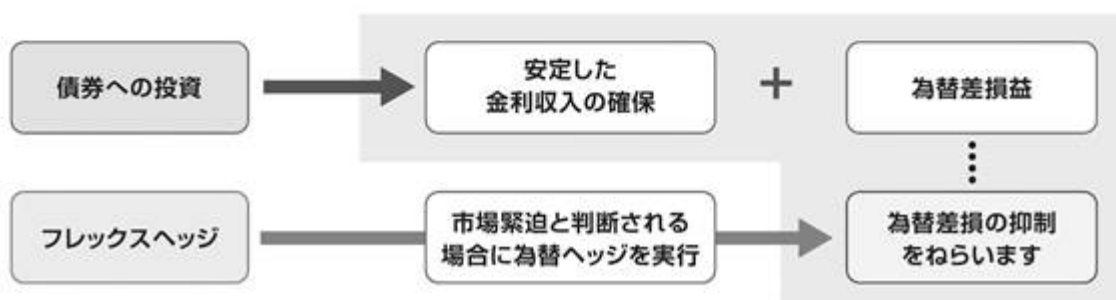 債券への投資
安定した
金利収入の確保
+
為替差損益
フレックスヘッジ
市場緊迫と判断される
場合に為替ヘッジを実行
為替差損の抑制
をねらいます